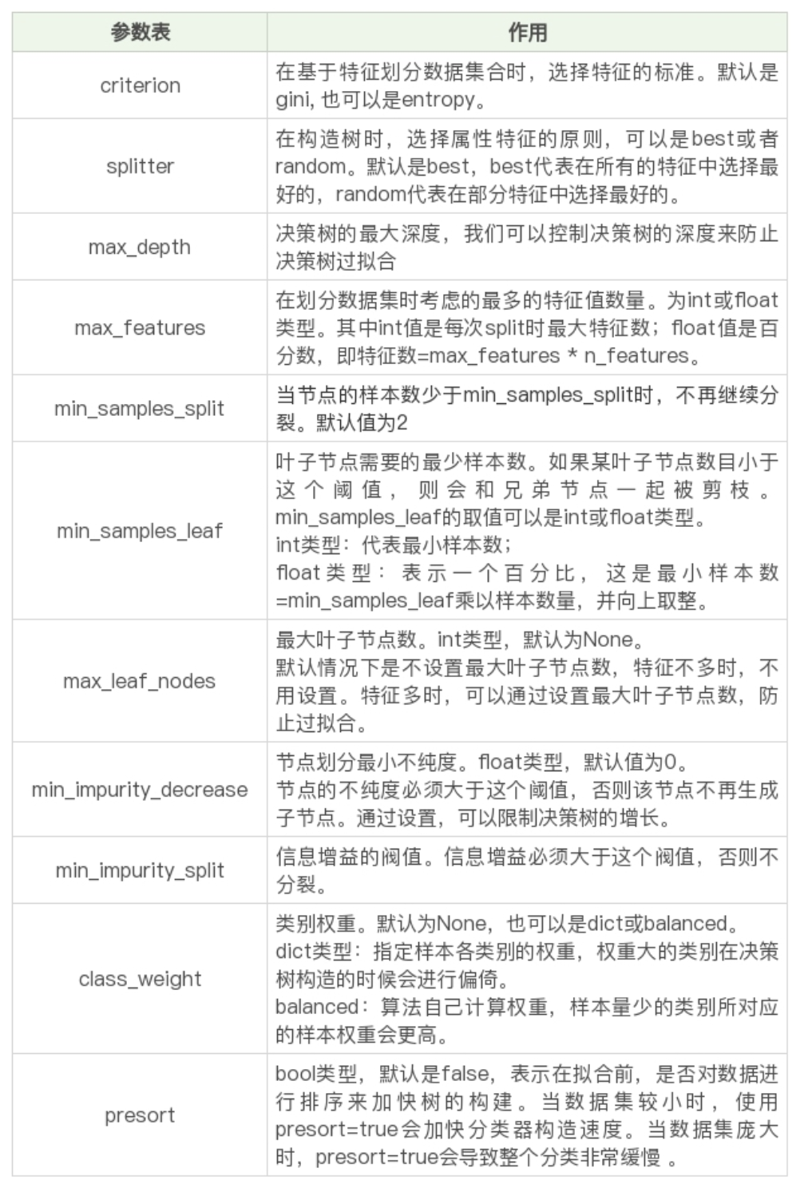 参数表
作用
criterion
在基于特征划分数据集合时，选择特征的标准。默认是
gini, 也可以是entropy。
splitter
在构造树时，选择属性特征的原则，可以是best或者
random。默认是best，best代表在所有的特征中选择最
好的，random代表在部分特征中选择最好的。
max_depth
决策树的最大深度，我们可以控制决策树的深度来防止
决策树过拟合
max_features
在划分数据集时考虑的最多的特征值数量。为int或float
类型。其中int值是每次split时最大特征数；float值是百
分数，即特征数=max_features * n_features。
min_samples_split
当节点的样本数少于min_samples_split时，不再继续分
裂。默认值为2
min_samples_leaf
叶子节点需要的最少样本数。如果某叶子节点数目小于
这个阈值，则会和兄弟节点一起被剪枝。
min_samples_leaf的取值可以是int或float类型。
int类型：代表最小样本数；
float类型：表示一个百分比，这是最小样本数
=min_samples_leaf乘以样本数量，并向上取整。
max_leaf_nodes
最大叶子节点数。int类型，默认为None。
默认情况下是不设置最大叶子节点数，特征不多时，不
用设置。特征多时，可以通过设置最大叶子节点数，防
止过拟合。
min_impurity_decrease
节点划分最小不纯度。float类型，默认值为0。
节点的不纯度必须大于这个阈值，否则该节点不再生成
子节点。通过设置，可以限制决策树的增长。
min_impurity_split
信息增益的阀值。信息增益必须大于这个阀值，否则不
分裂。
class_weight
类别权重。默认为None，也可以是dict或balanced。
dict类型：指定样本各类别的权重，权重大的类别在决策
树构造的时候会进行偏倚。
balanced：算法自己计算权重，样本量少的类别所对应
的样本权重会更高。
presort
bool类型，默认是false，表示在拟合前，是否对数据进
行排序来加快树的构建。当数据集较小时，使用
presort=true会加快分类器构造速度。当数据集庞大
时，presort=true会导致整个分类非常缓慢 。